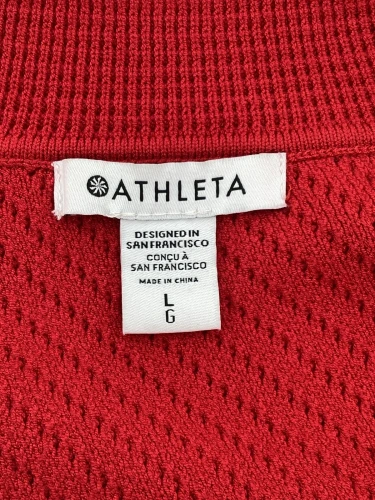 ATHLETA
DESIGNED IN
SAN FRANCISCO
CONÇU À
SAN FRANCISCO
MADE IN CHINA
L
G